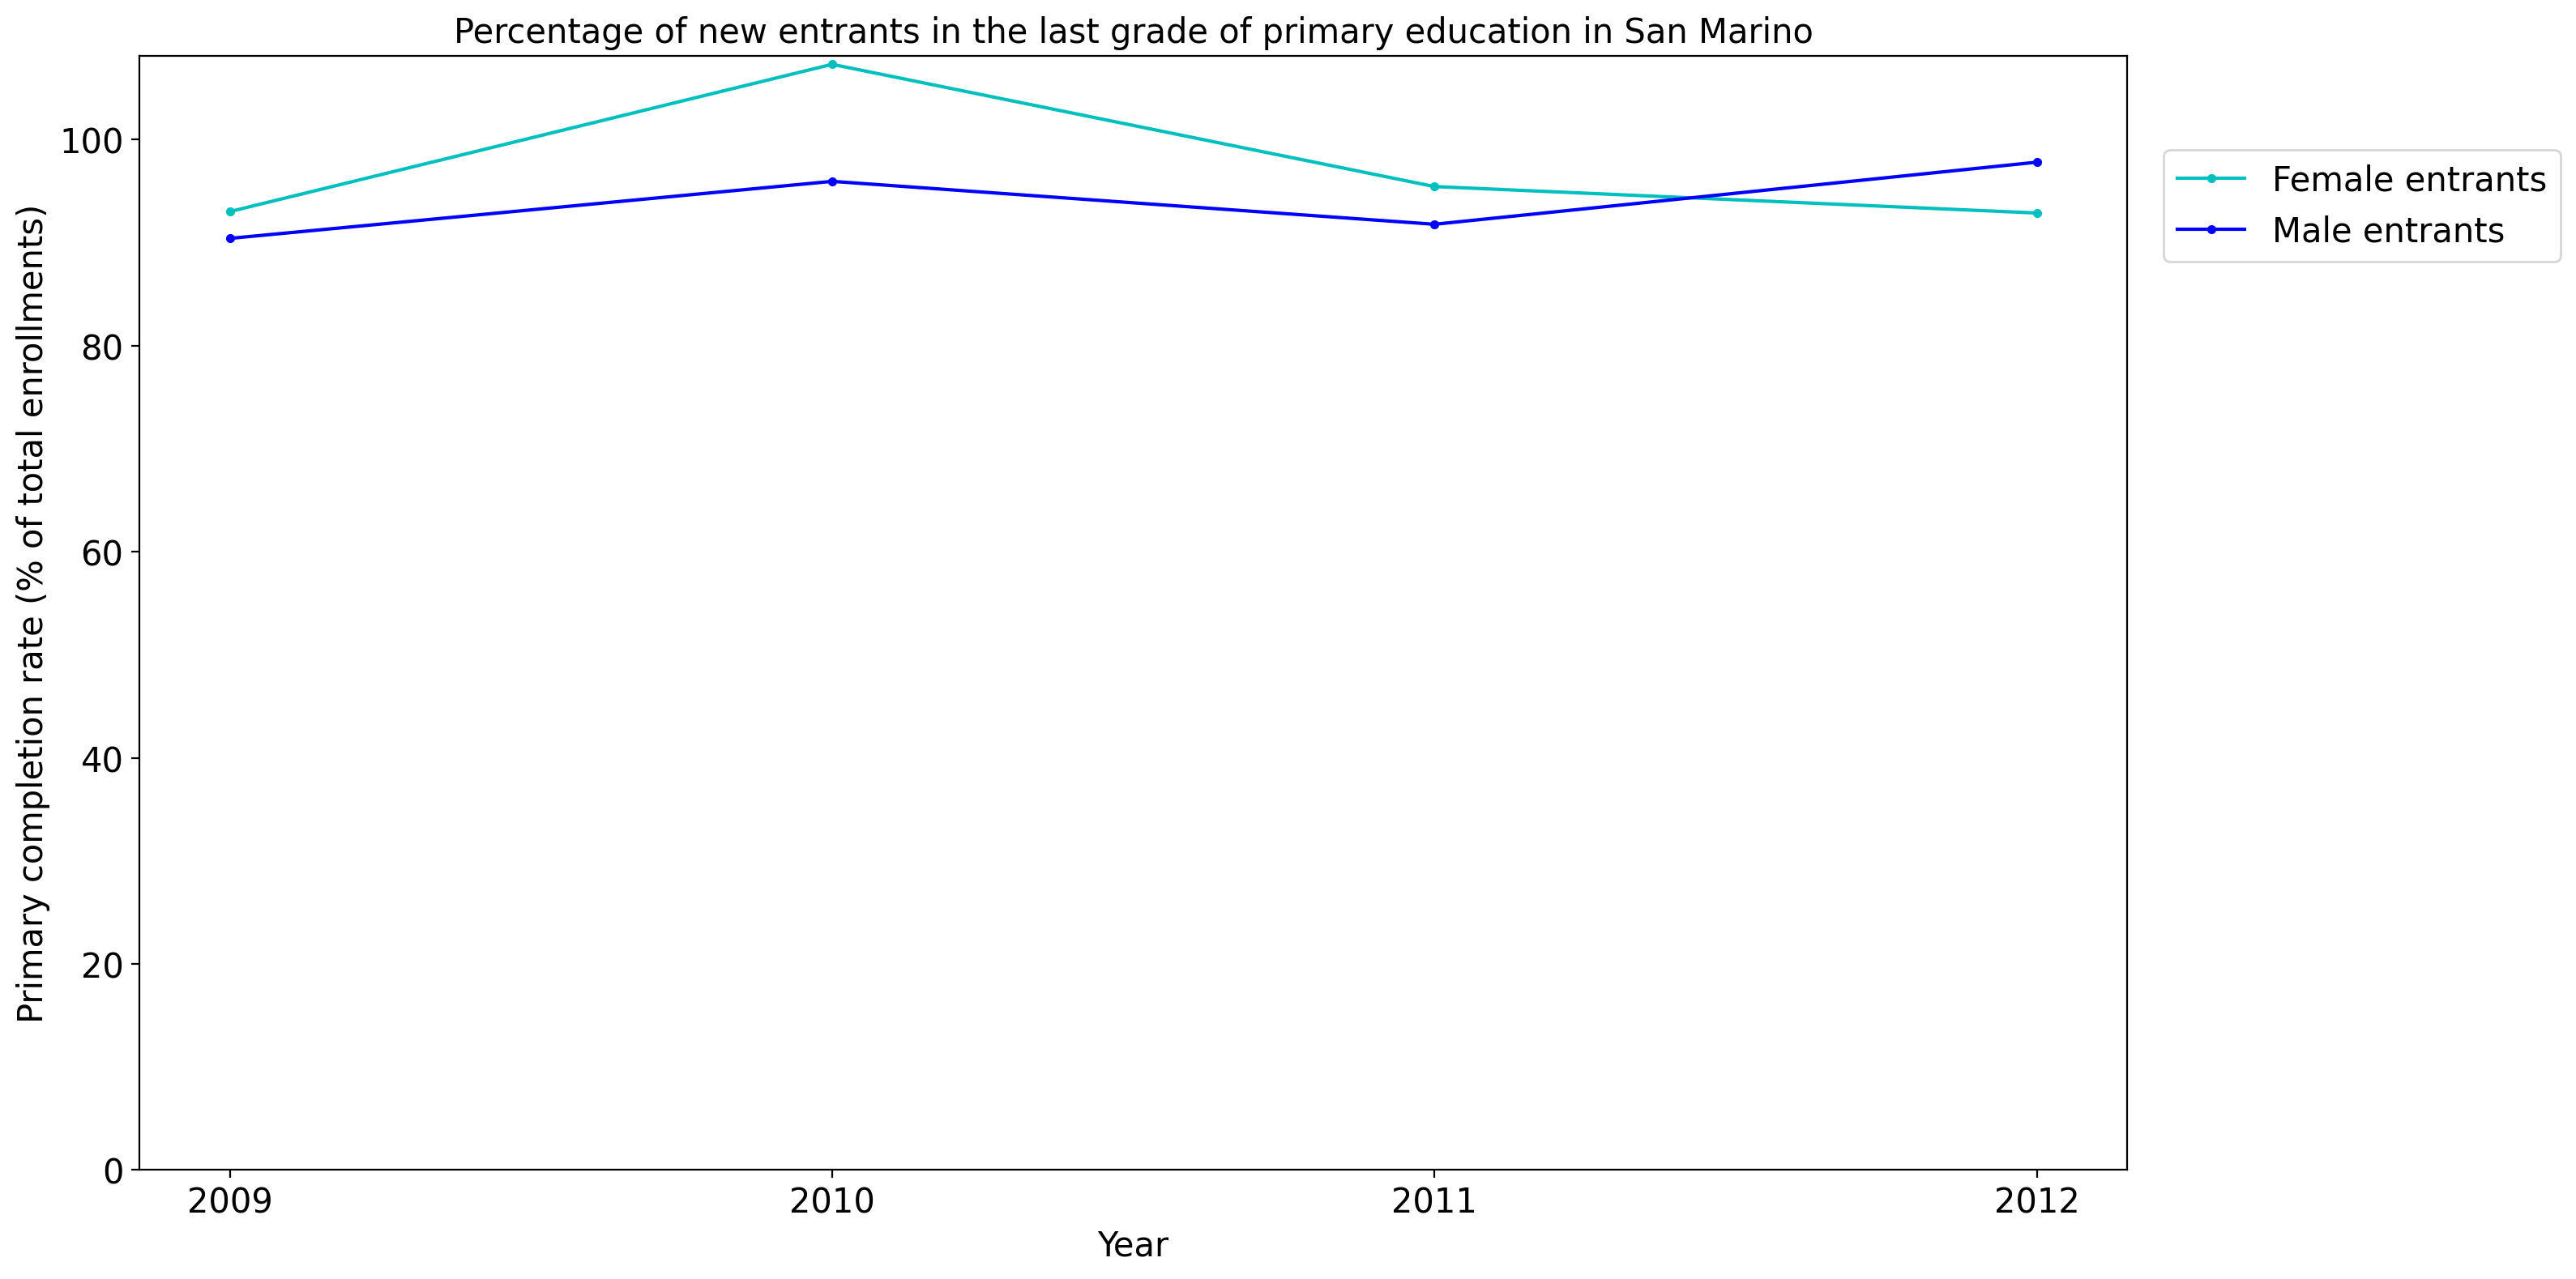 Percentage of new entrants in the last grade of primary education in San Marino
Primary completion rate (% of total enrollments)
100
80
60
40
20
0
2009
2010
2011
2012
Year
Female entrants
Male entrants